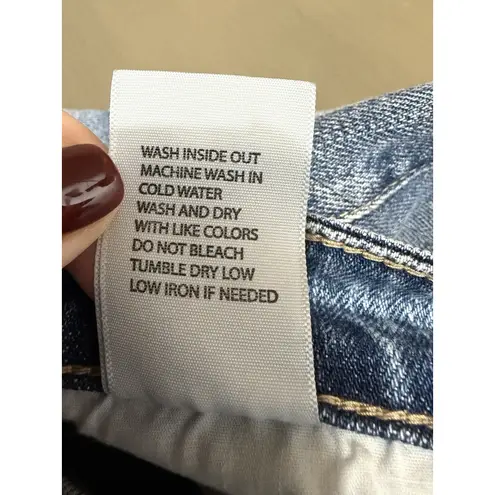 WASH INSIDE OUT
MACHINE WASH IN
COLD WATER
WASH AND DRY
WITH LIKE COLORS
DO NOT BLEACH
TUMBLE DRY LOW
LOW IRON IF NEEDED